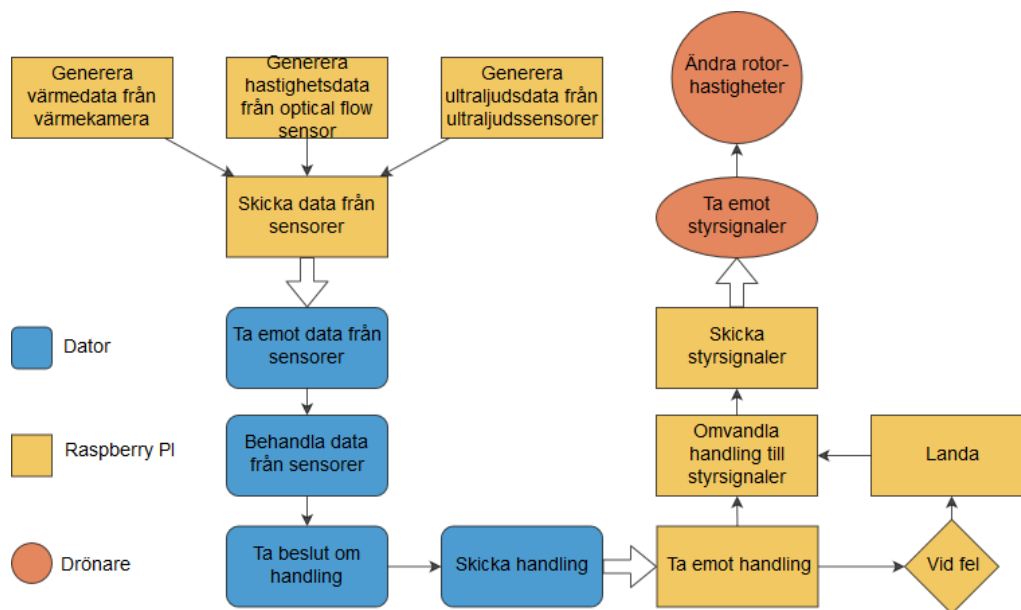 Generera
värmedata från
värmekamera
Generera
hastighetsdata
från optical flow
sensor
Generera
ultraljudsdata från
ultraljudssensorer
Skicka data från
sensorer
Ta emot data från
sensorer
Behandla data
från sensorer
Ta beslut om
handling
Skicka handling
Ta emot handling
Vid fel
Landa
Omvandla
handling till
styrsignaler
Skicka
styrsignaler
Ta emot
styrsignaler
Ändra rotor-
hastigheter
Dator
Raspberry PI
Drönare